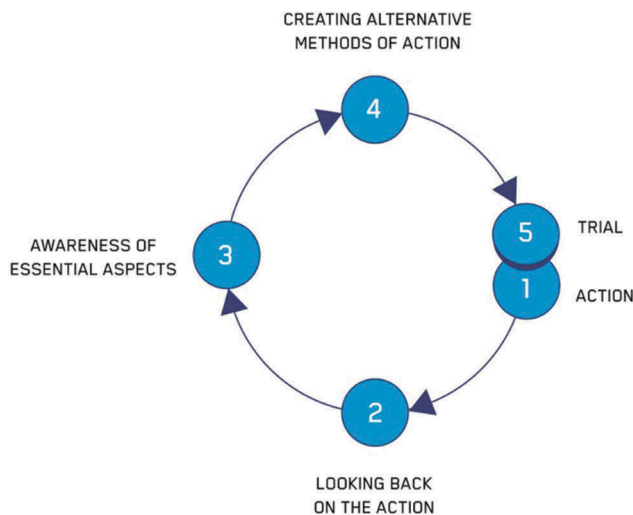 CREATING ALTERNATIVE
METHODS OF ACTION
4
5
TRIAL
AWARENESS OF
ESSENTIAL ASPECTS
3
1
ACTION
2
LOOKING BACK
ON THE ACTION